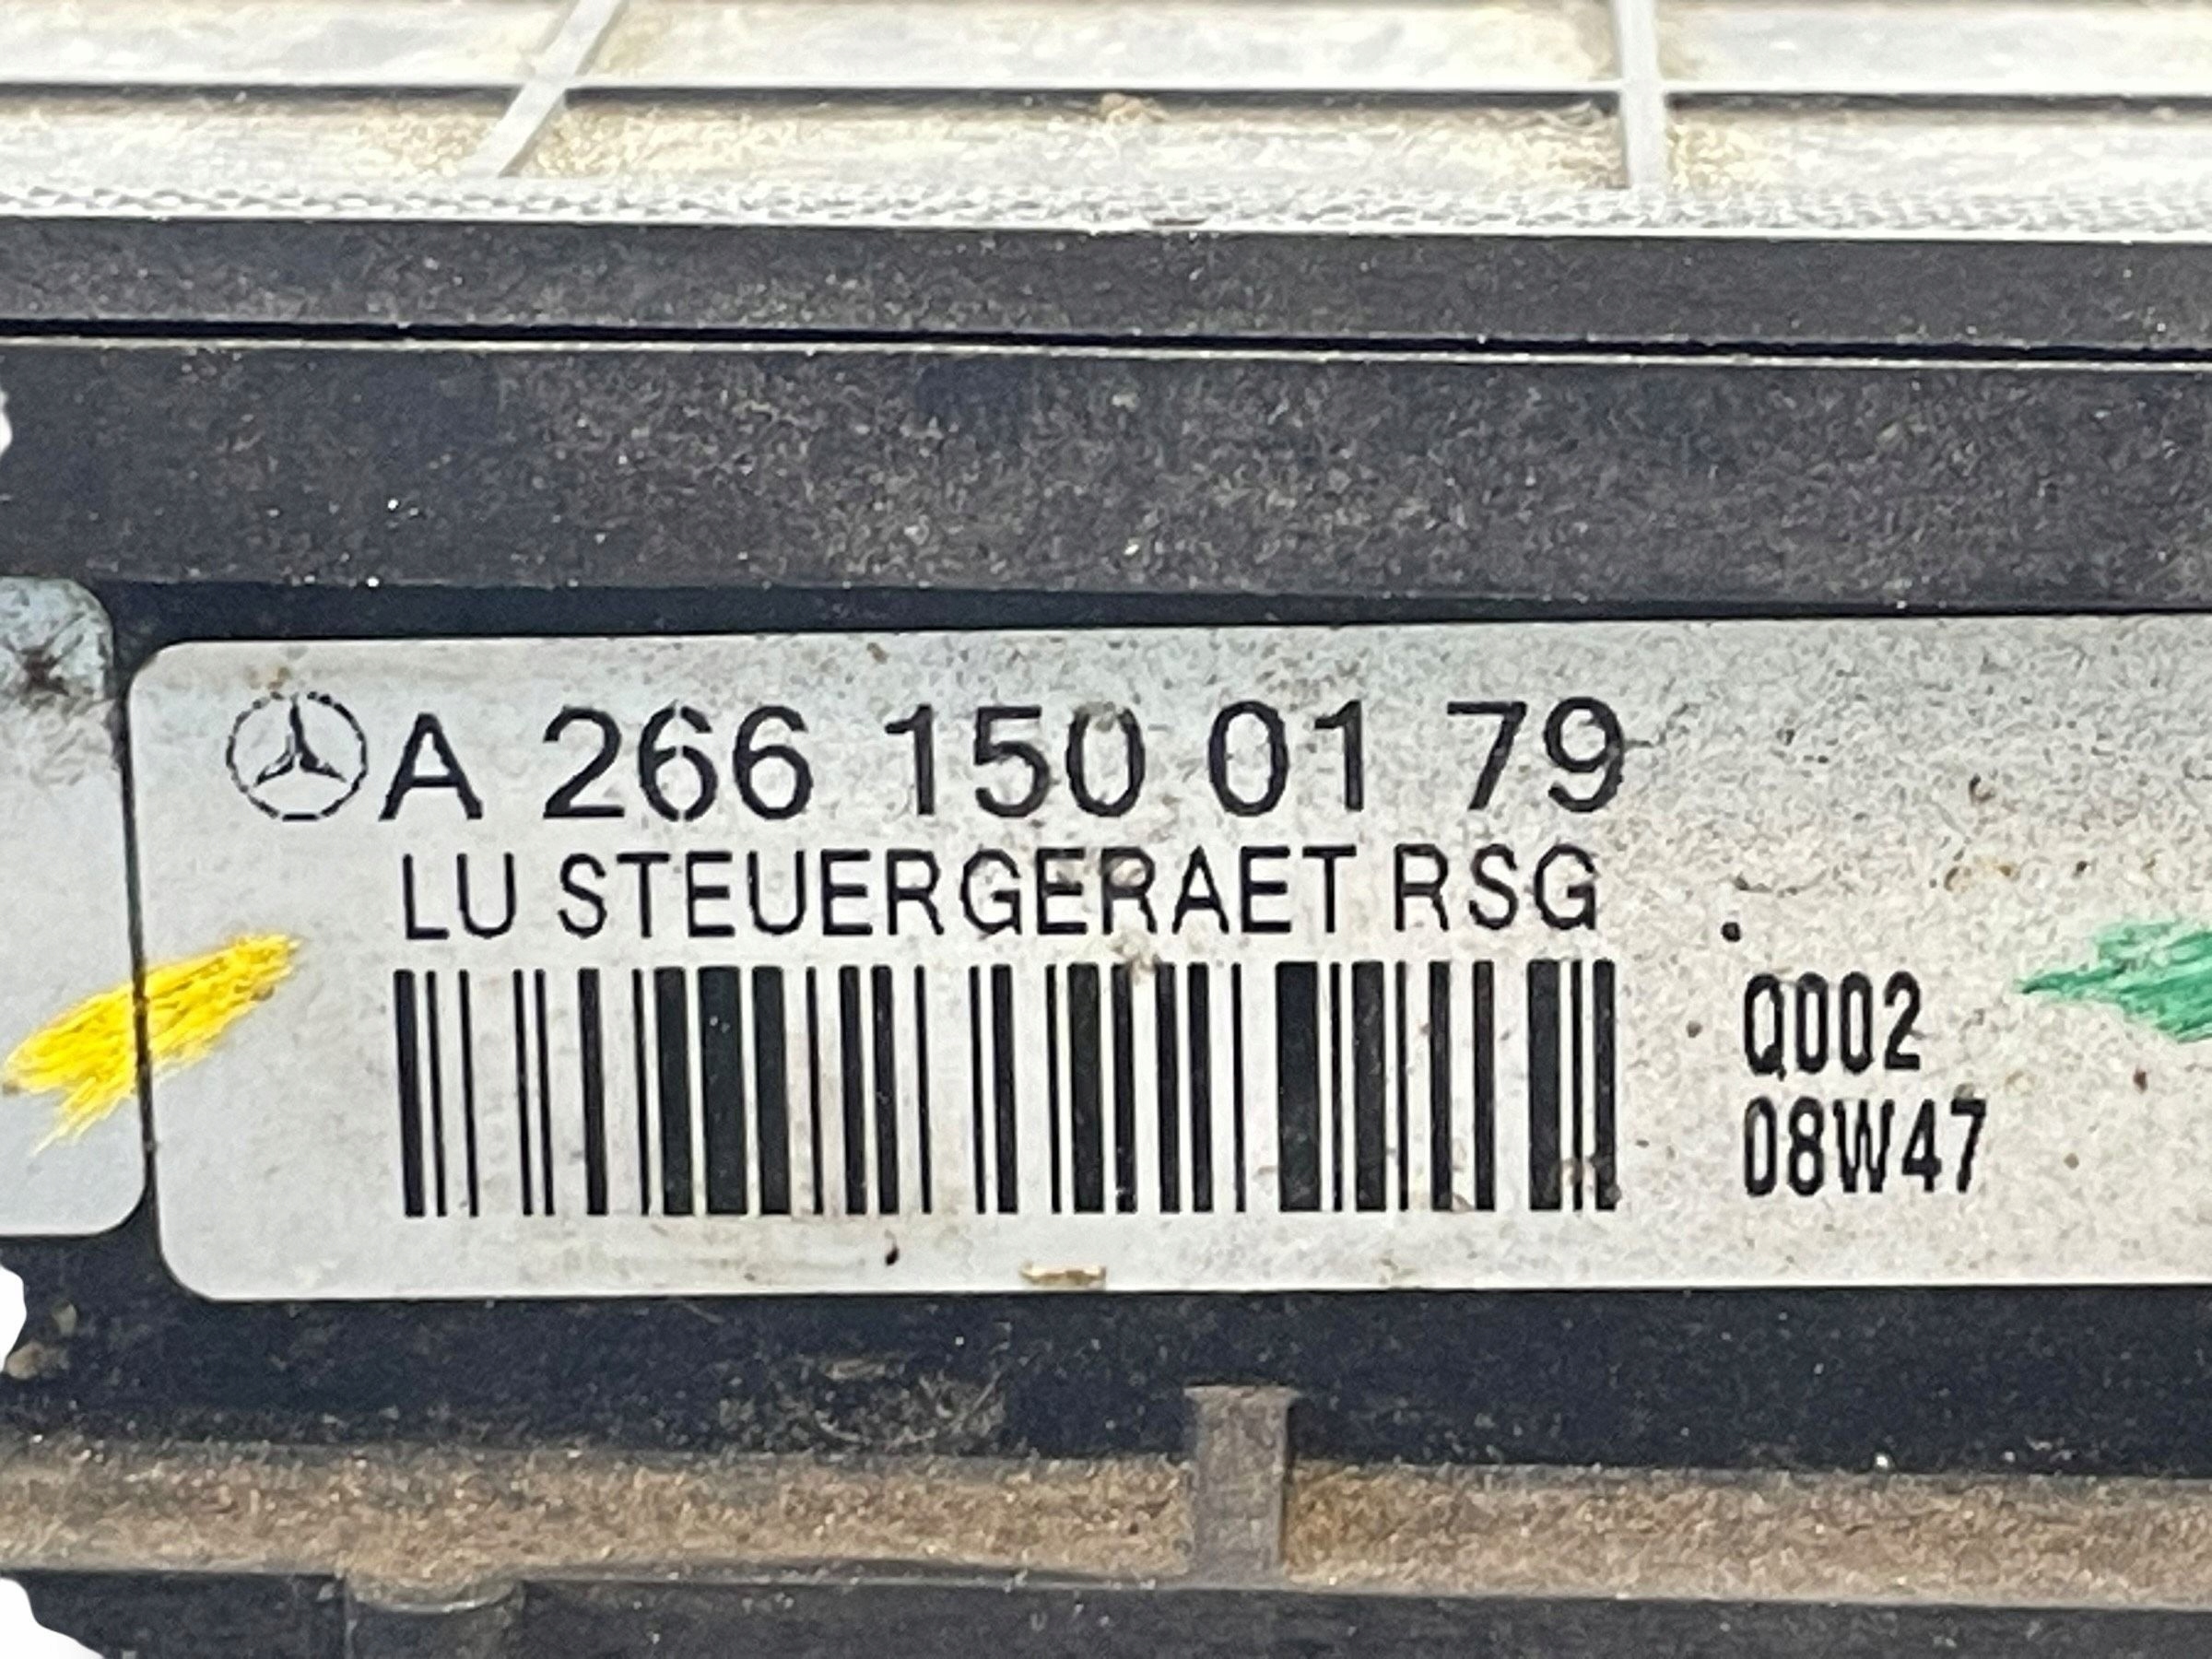 A 266 150 01 79
LU STEUERGERAET RSG
Q002
08W47